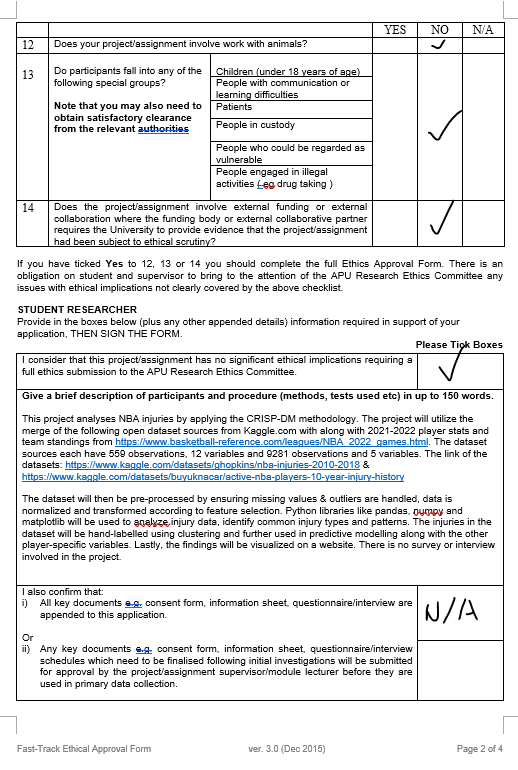 YES NO N/A
12 Does your project/assignment involve work with animals?
13 Do participants fall into any of the
following special groups?
Note that you may also need to
obtain satisfactory clearance
from the relevant authorities
Children (under 18 years of age)
People with communication or
learning difficulties
Patients
People in custody
People who could be regarded as
vulnerable
People engaged in illegal
activities (eg drug taking )
14 Does the project/assignment involve external funding or external
collaboration where the funding body or external collaborative partner
requires the University to provide evidence that the project/assignment
had been subject to ethical scrutiny?
If you have ticked Yes to 12, 13 or 14 you should complete the full Ethics Approval Form. There is an
obligation on student and supervisor to bring to the attention of the APU Research Ethics Committee any
issues with ethical implications not clearly covered by the above checklist.
STUDENT RESEARCHER
Provide in the boxes below (plus any other appended details) information required in support of your
application, THEN SIGN THE FORM.
Please Tick Boxes
I consider that this project/assignment has no significant ethical implications requiring a
full ethics submission to the APU Research Ethics Committee.
Give a brief description of participants and procedure (methods, tests used etc) in up to 150 words.
This project analyses NBA injuries by applying the CRISP-DM methodology. The project will utilize the
merge of the following open dataset sources from Kaggle.com with along with 2021-2022 player stats and
team standings from https://www.basketball-reference.com/leagues/NBA_2022_games.html. The dataset
sources each have 559 observations, 12 variables and 9281 observations and 5 variables. The link of the
datasets: https://www.kaggle.com/datasets/ghopkins/nba-injuries-2010-2018 &
https://www.kaggle.com/datasets/buyuknacar/active-nba-players-10-year-injury-history
The dataset will then be pre-processed by ensuring missing values & outliers are handled, data is
normalized and transformed according to feature selection. Python libraries like pandas, numpy and
matplotlib will be used to analyze injury data, identify common injury types and patterns. The injuries in the
dataset will be hand-labelled using clustering and further used in predictive modelling along with the other
player-specific variables. Lastly, the findings will be visualized on a website. There is no survey or interview
involved in the project.
I also confirm that:
i) All key documents e.g. consent form, information sheet, questionnaire/interview are
appended to this application.
N/A
Or
ii) Any key documents e.g. consent form, information sheet, questionnaire/interview
schedules which need to be finalised following initial investigations will be submitted
for approval by the project/assignment supervisor/module lecturer before they are
used in primary data collection.
Fast-Track Ethical Approval Form ver. 3.0 (Dec 2015) Page 2 of 4